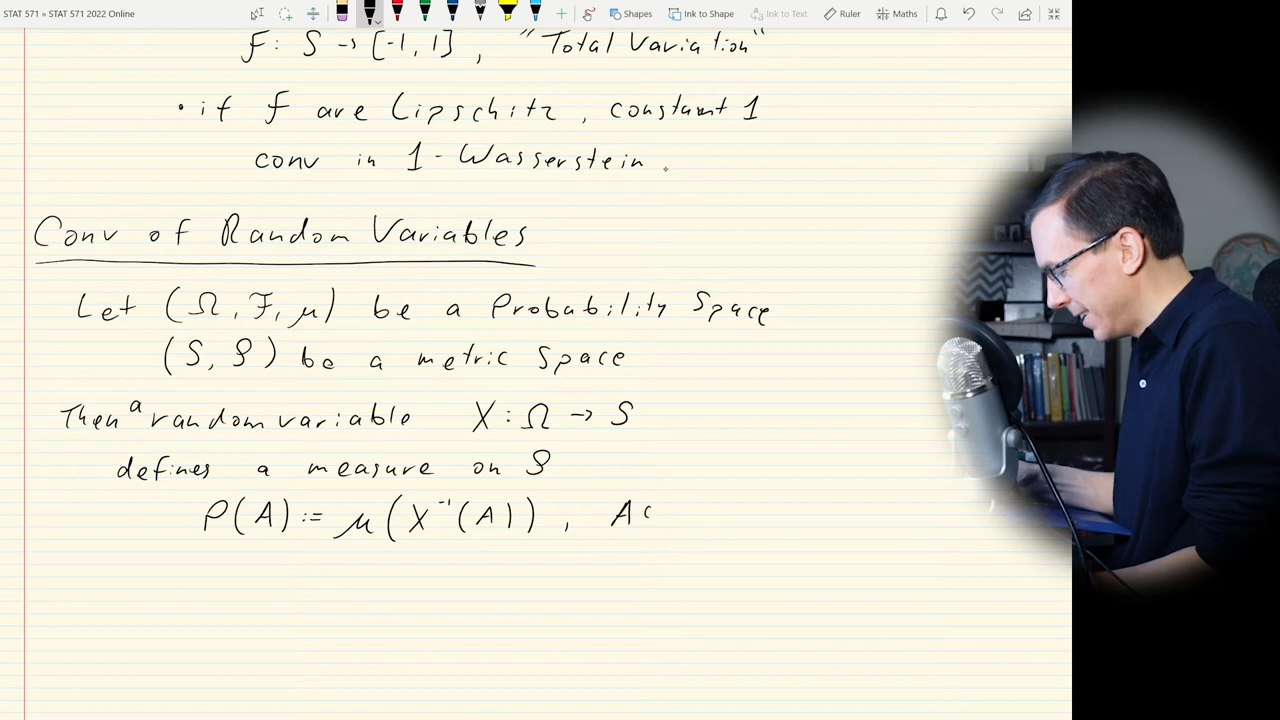 STAT 571 » STAT 571 2022 Online
Shapes
Ink to Shape
Ink to Text
Ruler
Maths
f : S → [-1, 1] , "Total Variation"
• if f are Lipschitz , constant 1
conv in 1 - Wasserstein .
Conv of Random Variables
Let (Ω, F, μ) be a Probability Space
(S, ρ) be a metric space
Then a random variable X : Ω → S
defines a measure on S
P(A) := μ(X⁻¹(A)) , A